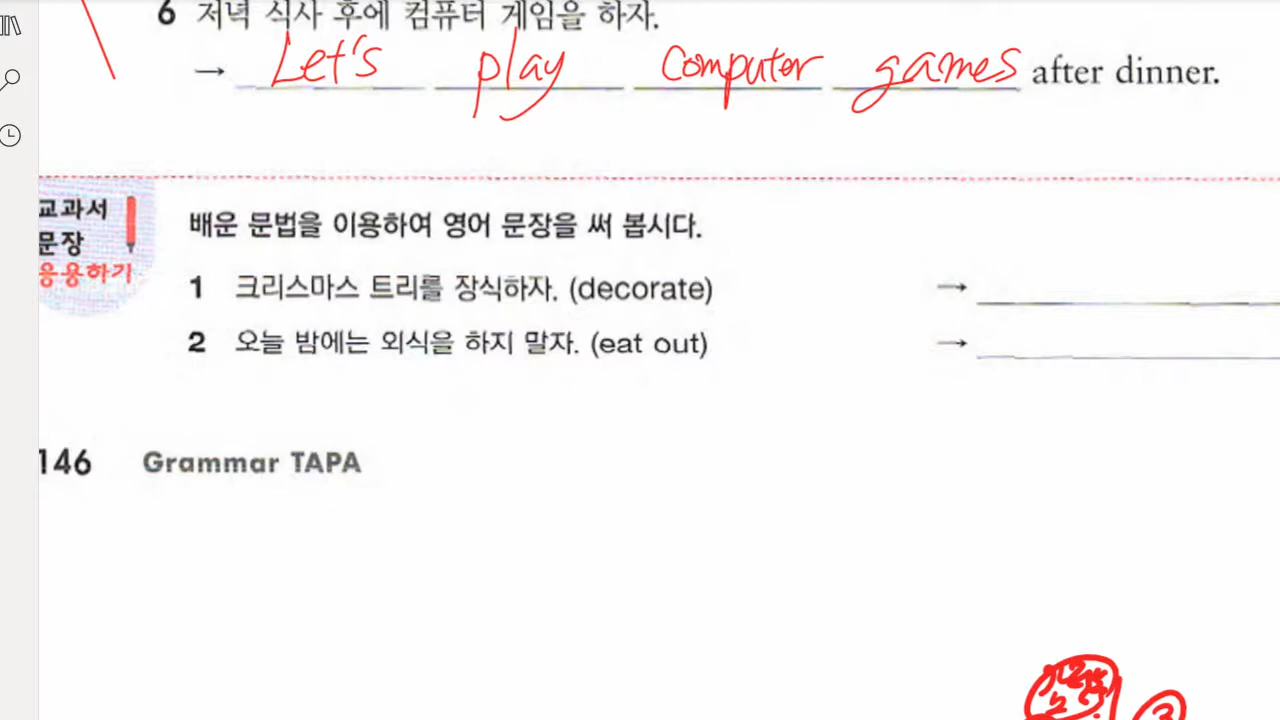 6 저녁 식사 후에 컴퓨터 게임을 하자.
→ Let's play computer games after dinner.
교과서
문장
응용하기
배운 문법을 이용하여 영어 문장을 써 봅시다.
1 크리스마스 트리를 장식하자. (decorate) →
2 오늘 밤에는 외식을 하지 말자. (eat out) →
146 Grammar TAPA
3